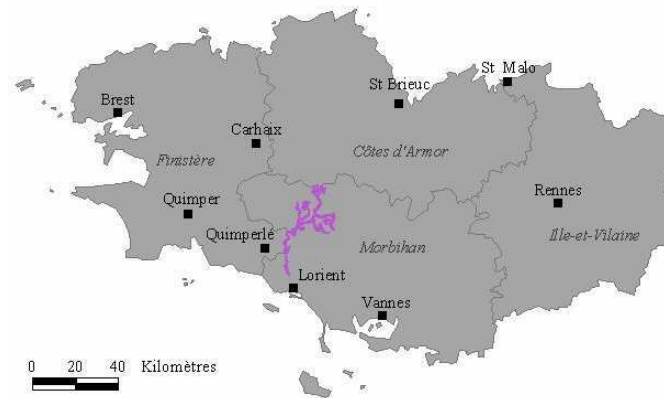 St Malo
St Brieuc
Brest
Carhaix
Côtes d'Armor
Finistère
Rennes
Quimper
Quimperlé
Ille-et-Vilaine
Morbihan
Lorient
Vannes
0 20 40 Kilomètres